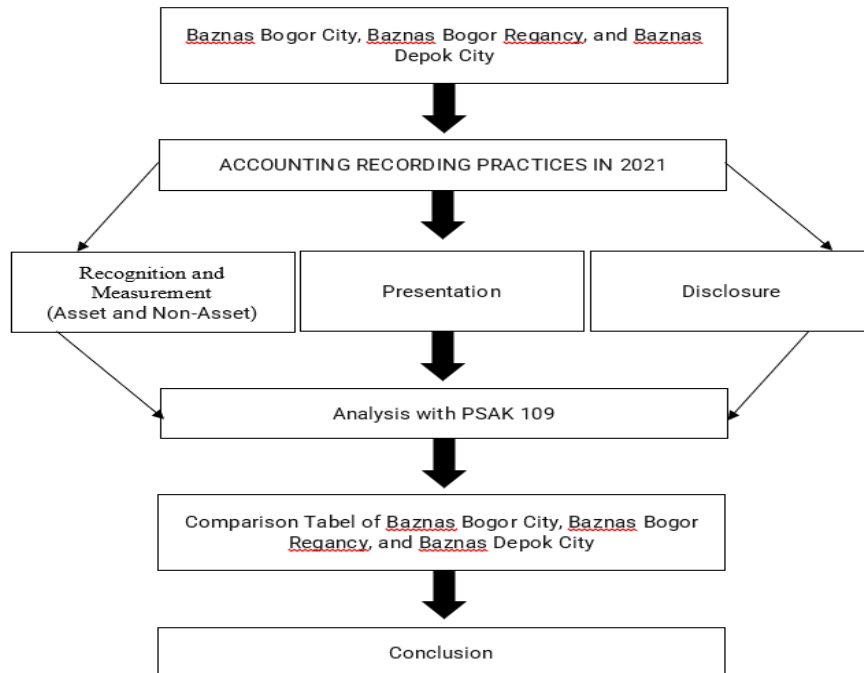 Baznas Bogor City, Baznas Bogor Regancy, and Baznas
Depok City
ACCOUNTING RECORDING PRACTICES IN 2021
Recognition and
Measurement
(Asset and Non-Asset)
Presentation
Disclosure
Analysis with PSAK 109
Comparison Tabel of Baznas Bogor City, Baznas Bogor
Regancy, and Baznas Depok City
Conclusion